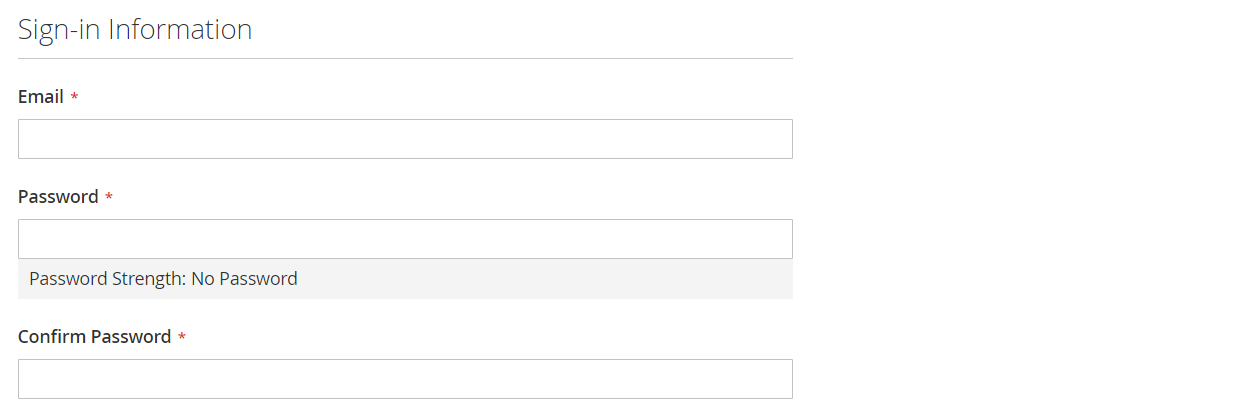 Sign-in Information
Email *
Password *
Password Strength: No Password
Confirm Password *